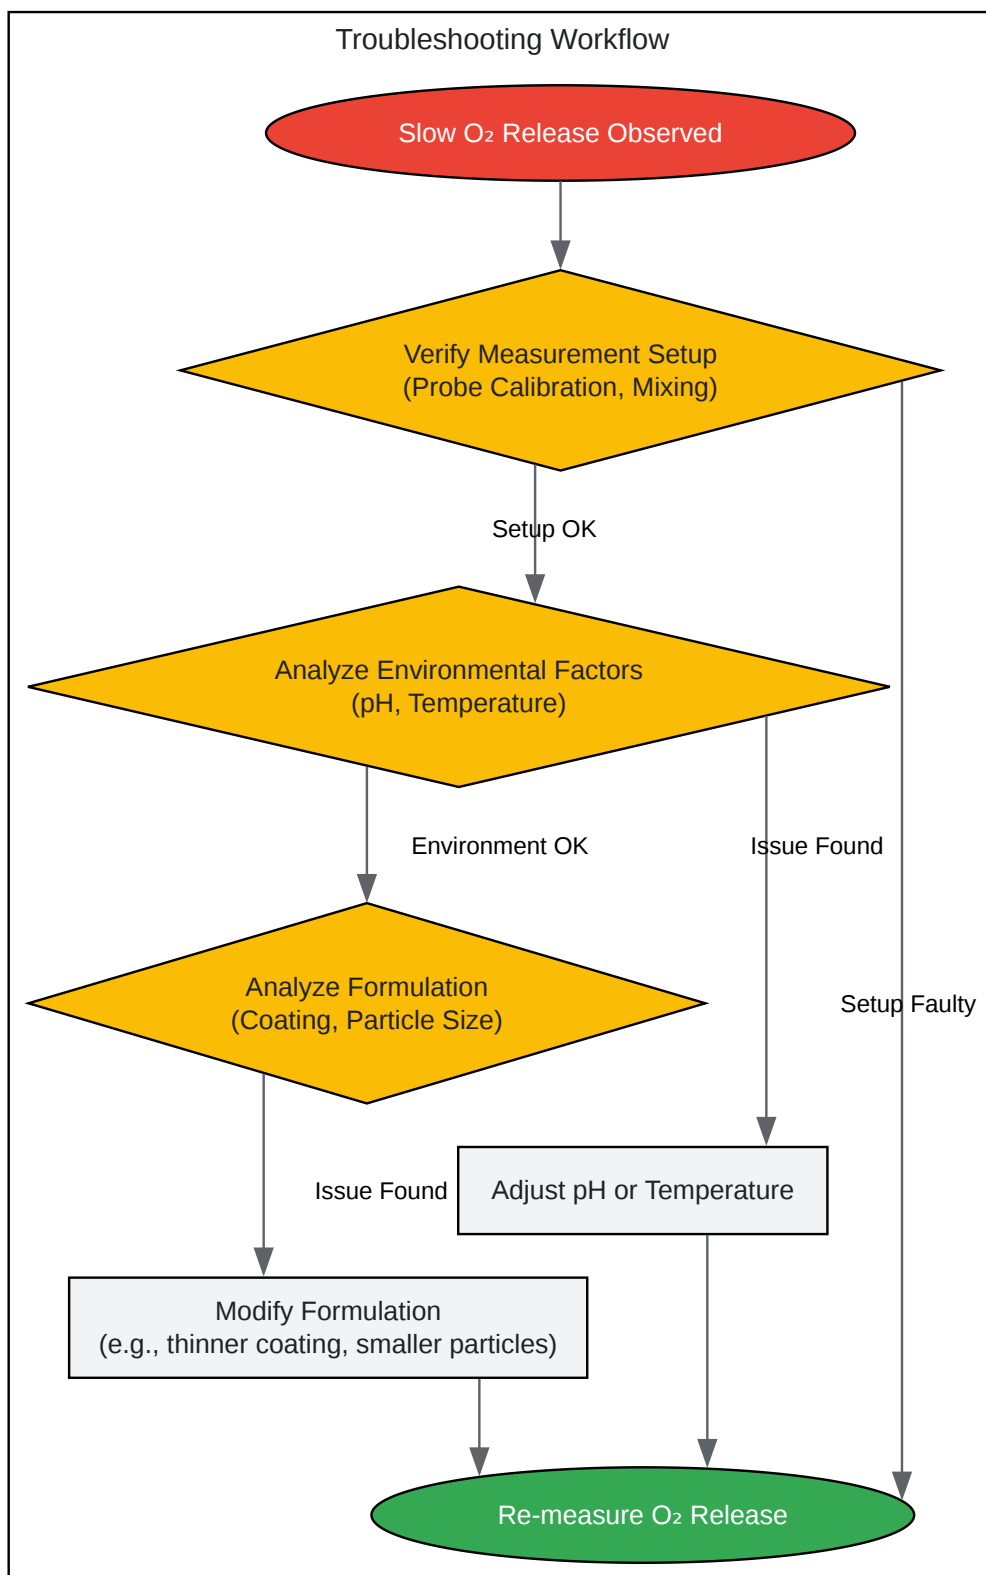 Troubleshooting Workflow
Slow O₂ Release Observed
Verify Measurement Setup
(Probe Calibration, Mixing)
Setup OK
Analyze Environmental Factors
(pH, Temperature)
Environment OK
Issue Found
Analyze Formulation
(Coating, Particle Size)
Setup Faulty
Issue Found
Adjust pH or Temperature
Modify Formulation
(e.g., thinner coating, smaller particles)
Re-measure O₂ Release